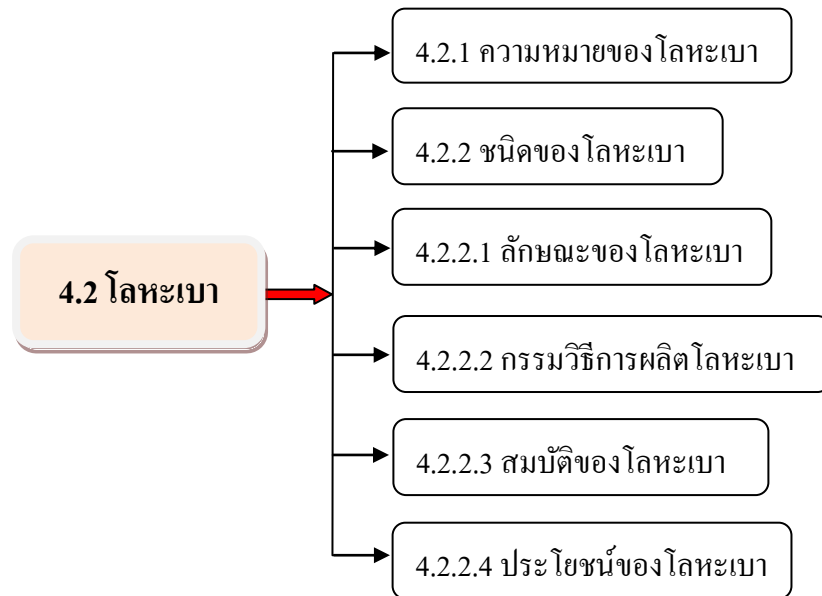 4.2.1 ความหมายของโลหะเบา
4.2.2 ชนิดของโลหะเบา
4.2.2.1 ลักษณะของโลหะเบา
4.2 โลหะเบา
4.2.2.2 กรรมวิธีการผลิตโลหะเบา
4.2.2.3 สมบัติของโลหะเบา
4.2.2.4 ประโยชน์ของโลหะเบา